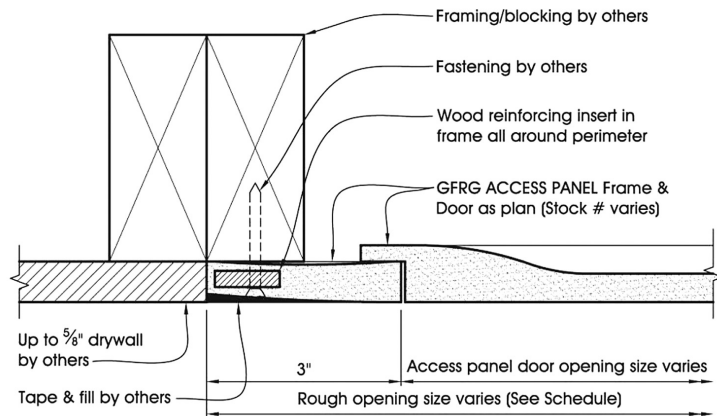 Framing/blocking by others
Fastening by others
Wood reinforcing insert in
frame all around perimeter
GFRG ACCESS PANEL Frame &
Door as plan (Stock # varies)
Up to 5/8" drywall
by others
Tape & fill by others
3"
Access panel door opening size varies
Rough opening size varies (See Schedule)